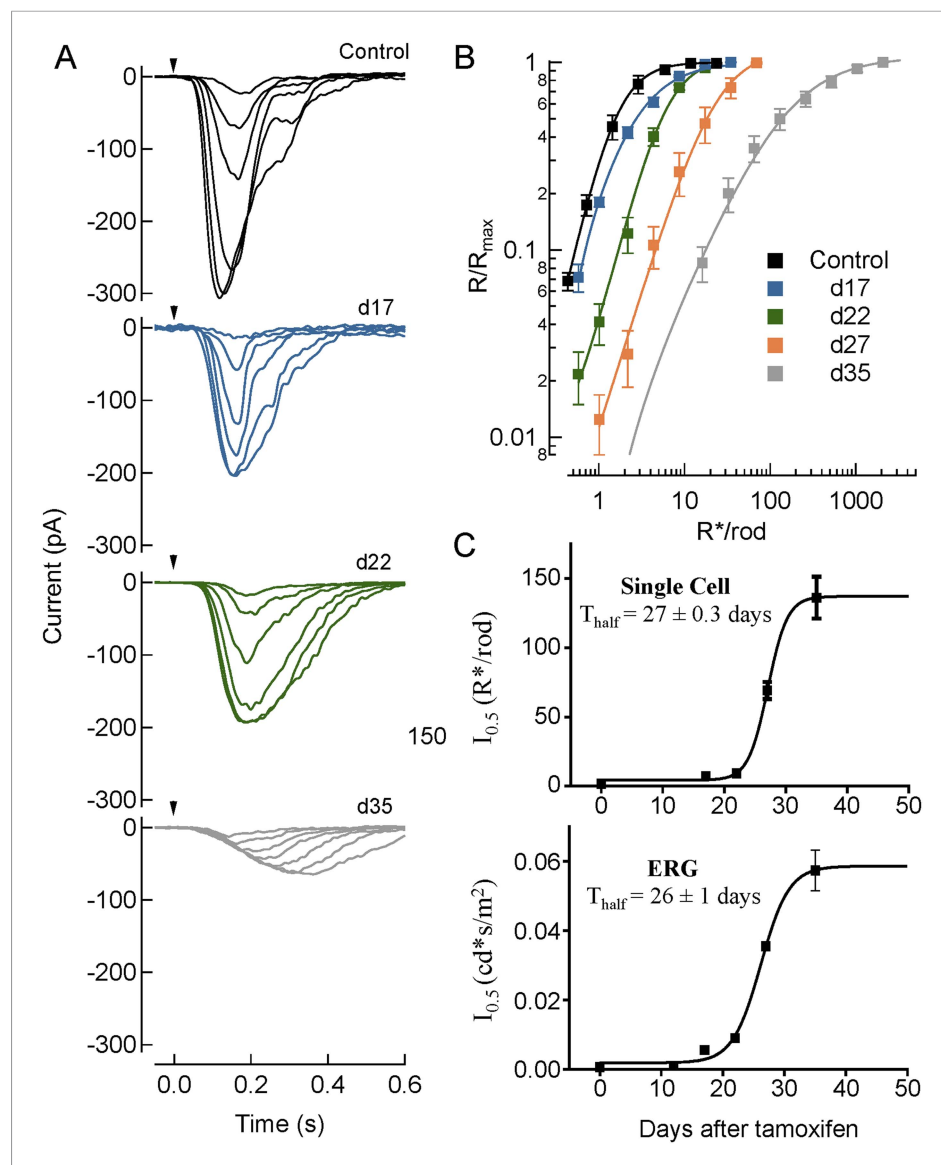 A
Control
0
-100
-200
-300
d17
0
-100
-200
-300
d22
0
-100
-200
-300
150
d35
0
-100
-200
-300
Current (pA)
0.0 0.2 0.4 0.6
Time (s)
B
1
8
6
4
2
0.1
8
6
4
2
0.01
8
6
R/Rmax
Control
d17
d22
d27
d35
1 10 100 1000
R*/rod
C
150
100
50
0
I0.5 (R*/rod)
Single Cell
Thalf = 27 ± 0.3 days
0 10 20 30 40 50
0.06
0.04
0.02
0.00
I0.5 (cd*s/m2)
ERG
Thalf = 26 ± 1 days
0 10 20 30 40 50
Days after tamoxifen